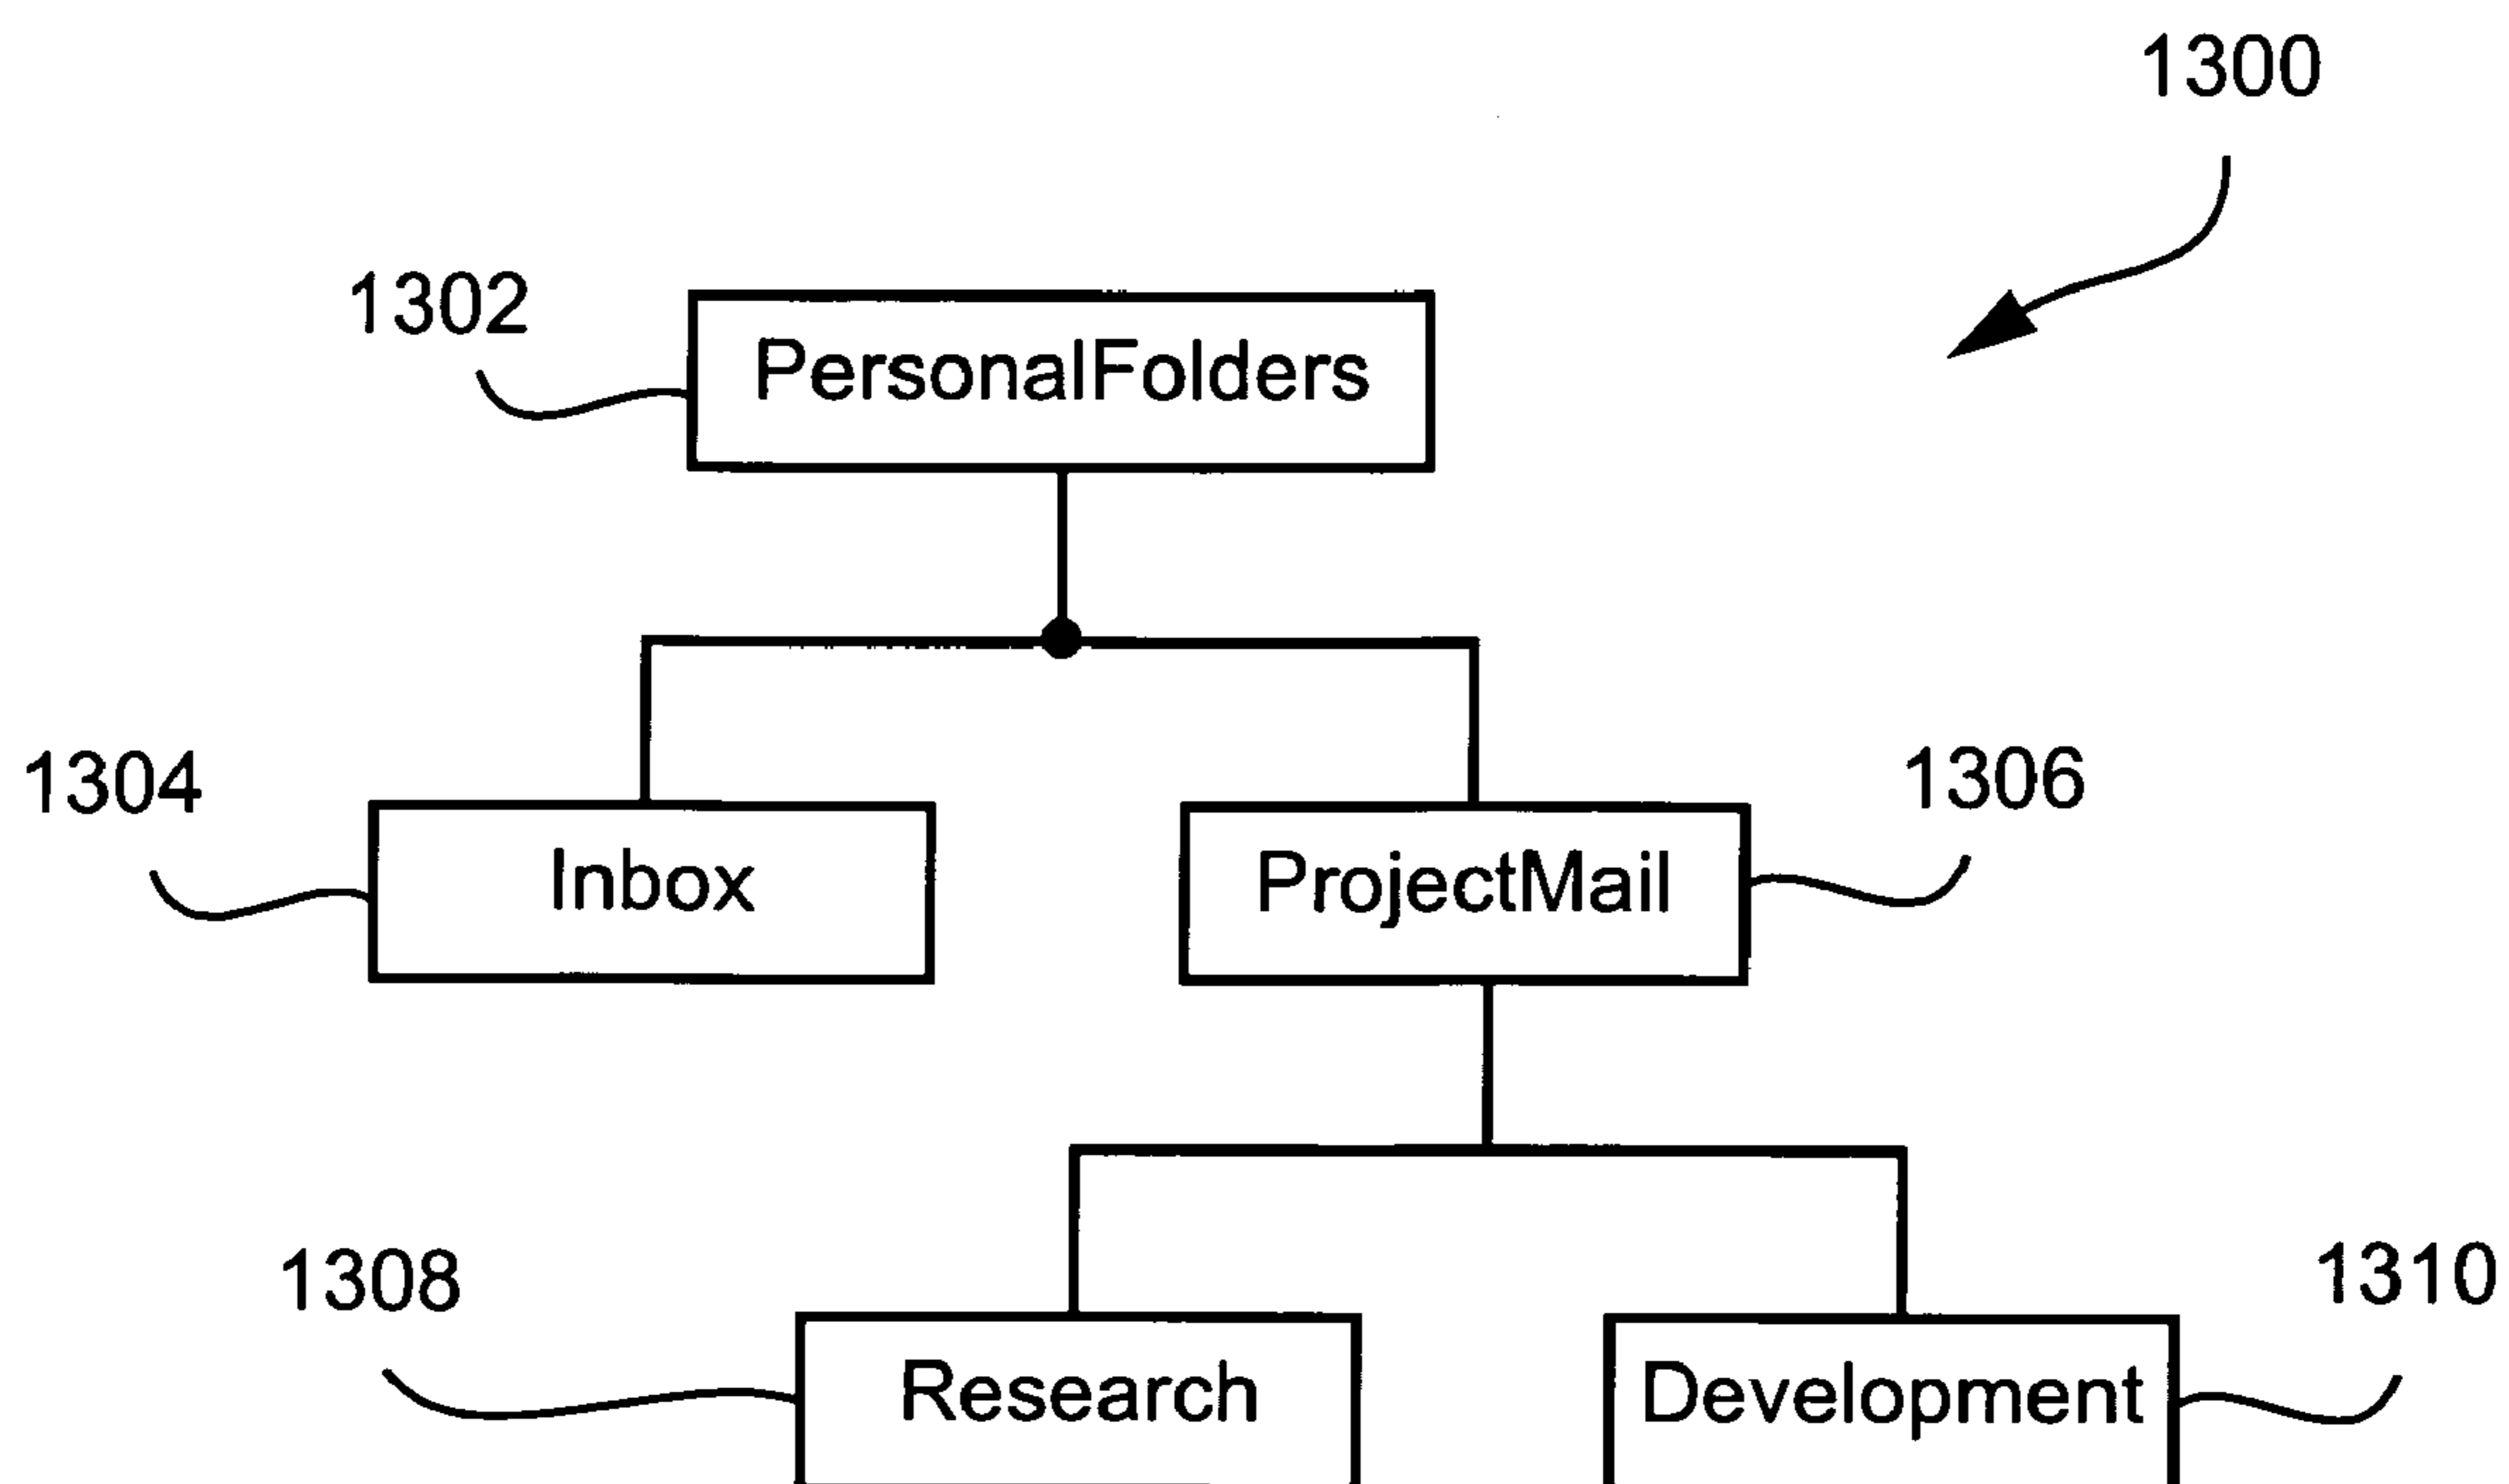 1300
1302
PersonalFolders
1304
1306
Inbox
ProjectMail
1308
1310
Research
Development